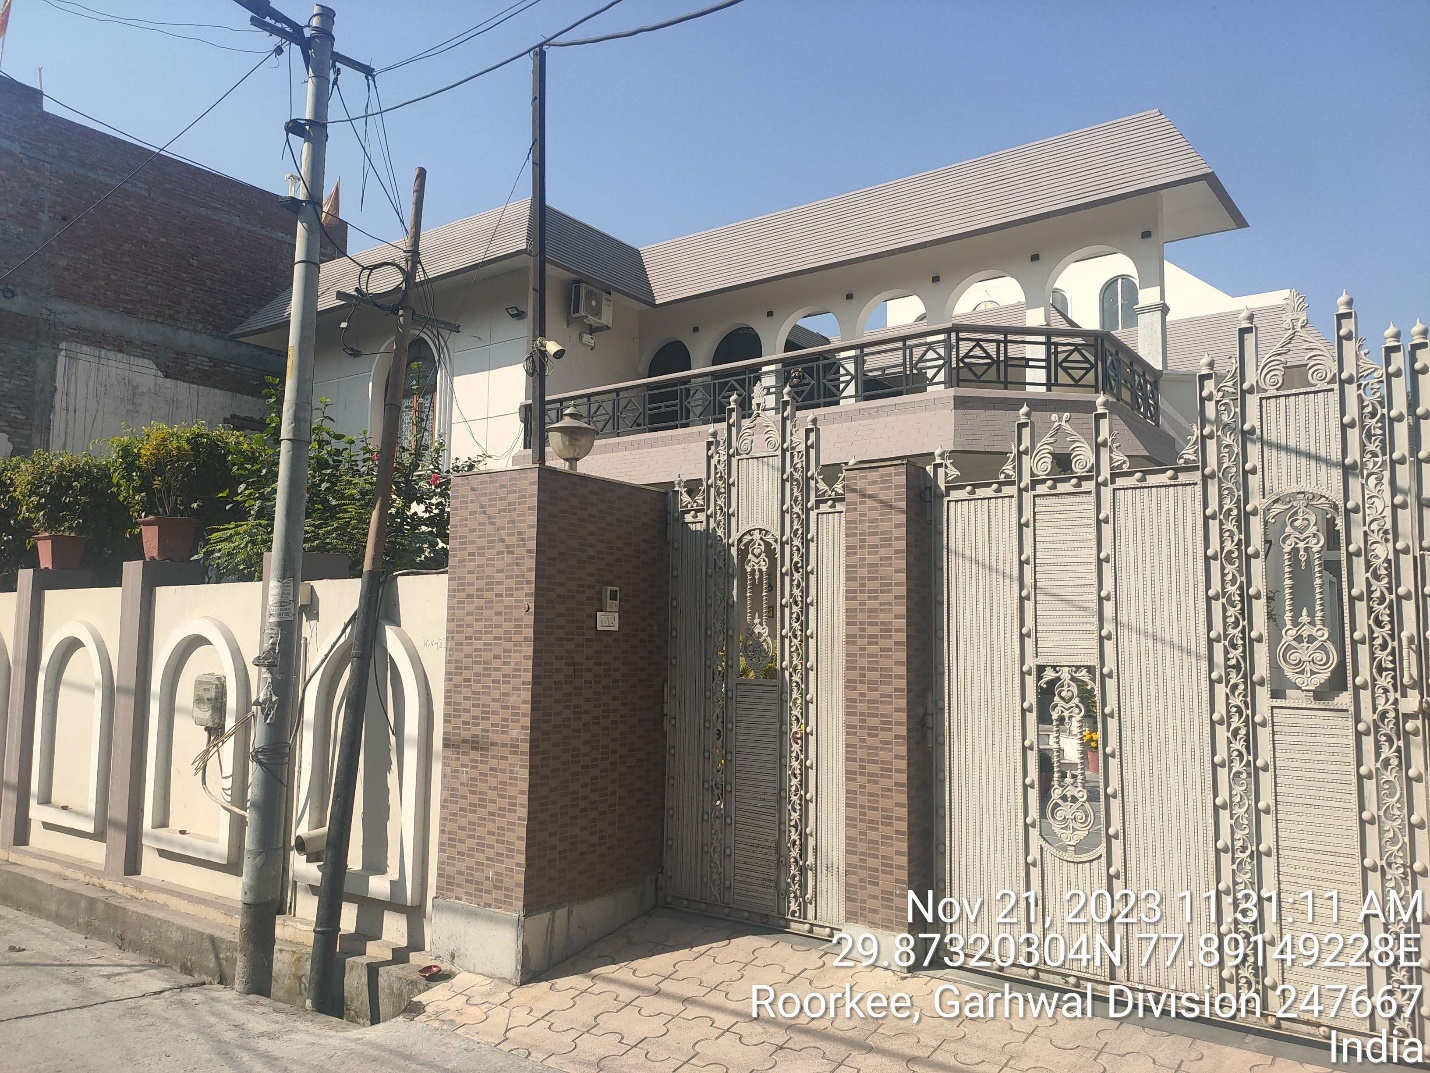 Nov 21, 2023 11:31:11 AM
29.87320304N 77.89149228E
Roorkee, Garhwal Division 247667
India